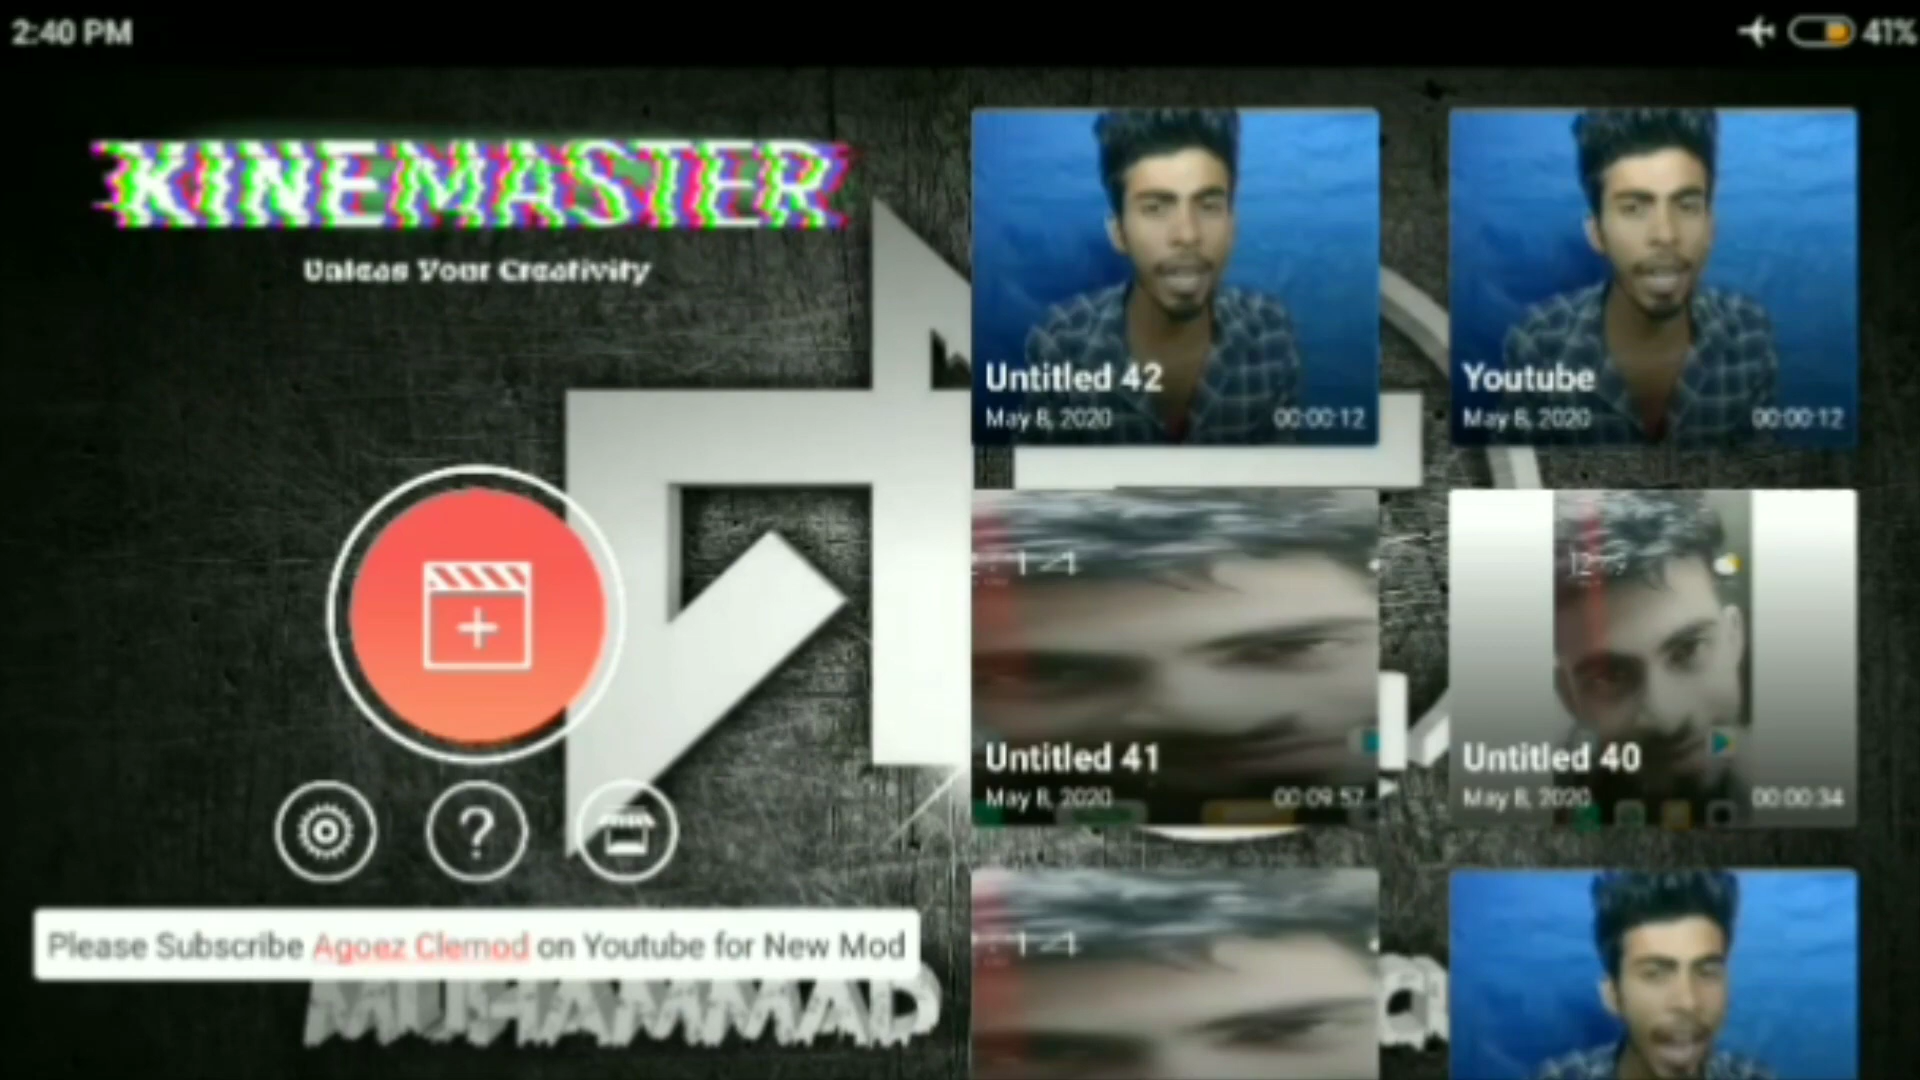 2:40 PM
41%
KINEMASTER
Unleas Your Creativity
Untitled 42
May 8, 2020 00:00:12
Youtube
May 8, 2020 00:00:12
Untitled 41
May 8, 2020 00:09:57
Untitled 40
May 8, 2020 00:00:34
Please Subscribe Agoez Clemod on Youtube for New Mod
MUHAMMAD